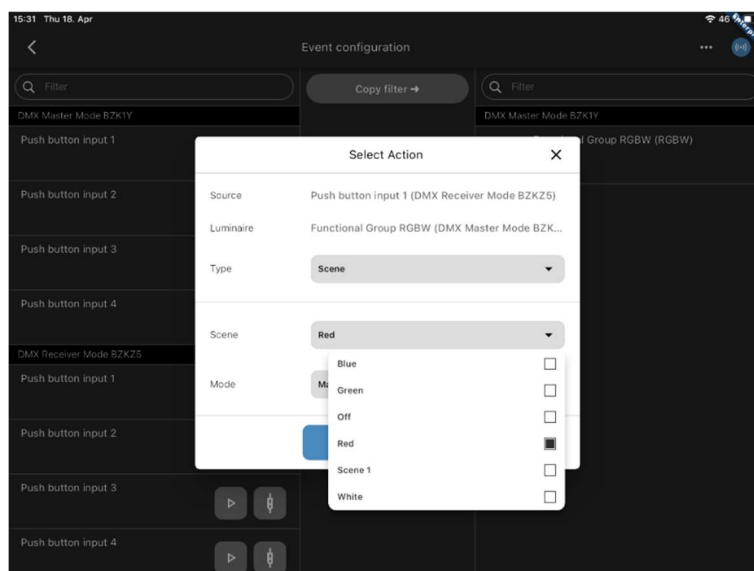 15:31 Thu 18. Apr
46
Enterpri
Event configuration
Filter
Copy filter
Filter
DMX Master Mode BZK1Y
DMX Master Mode BZK1Y
Push button input 1
Group RGBW (RGBW)
Select Action
Source
Push button input 1 (DMX Receiver Mode BZKZ5)
Push button input 2
Luminaire
Functional Group RGBW (DMX Master Mode BZK...
Push button input 3
Type
Scene
Push button input 4
Scene
Red
DMX Receiver Mode BZKZ5
Push button input 1
Mode
Ma
Blue
Green
Off
Red
Scene 1
White
Push button input 2
Push button input 3
Push button input 4